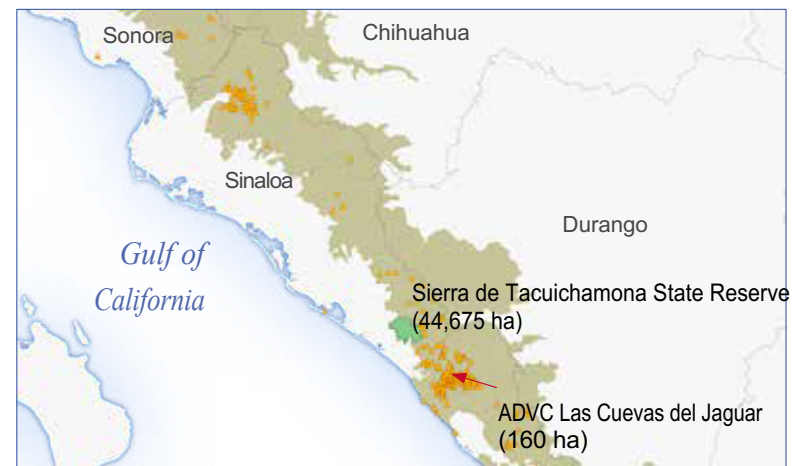 Sonora
Chihuahua
Sinaloa
Durango
Gulf of
California
Sierra de Tacuichamona State Reserve
(44,675 ha)
ADVC Las Cuevas del Jaguar
(160 ha)